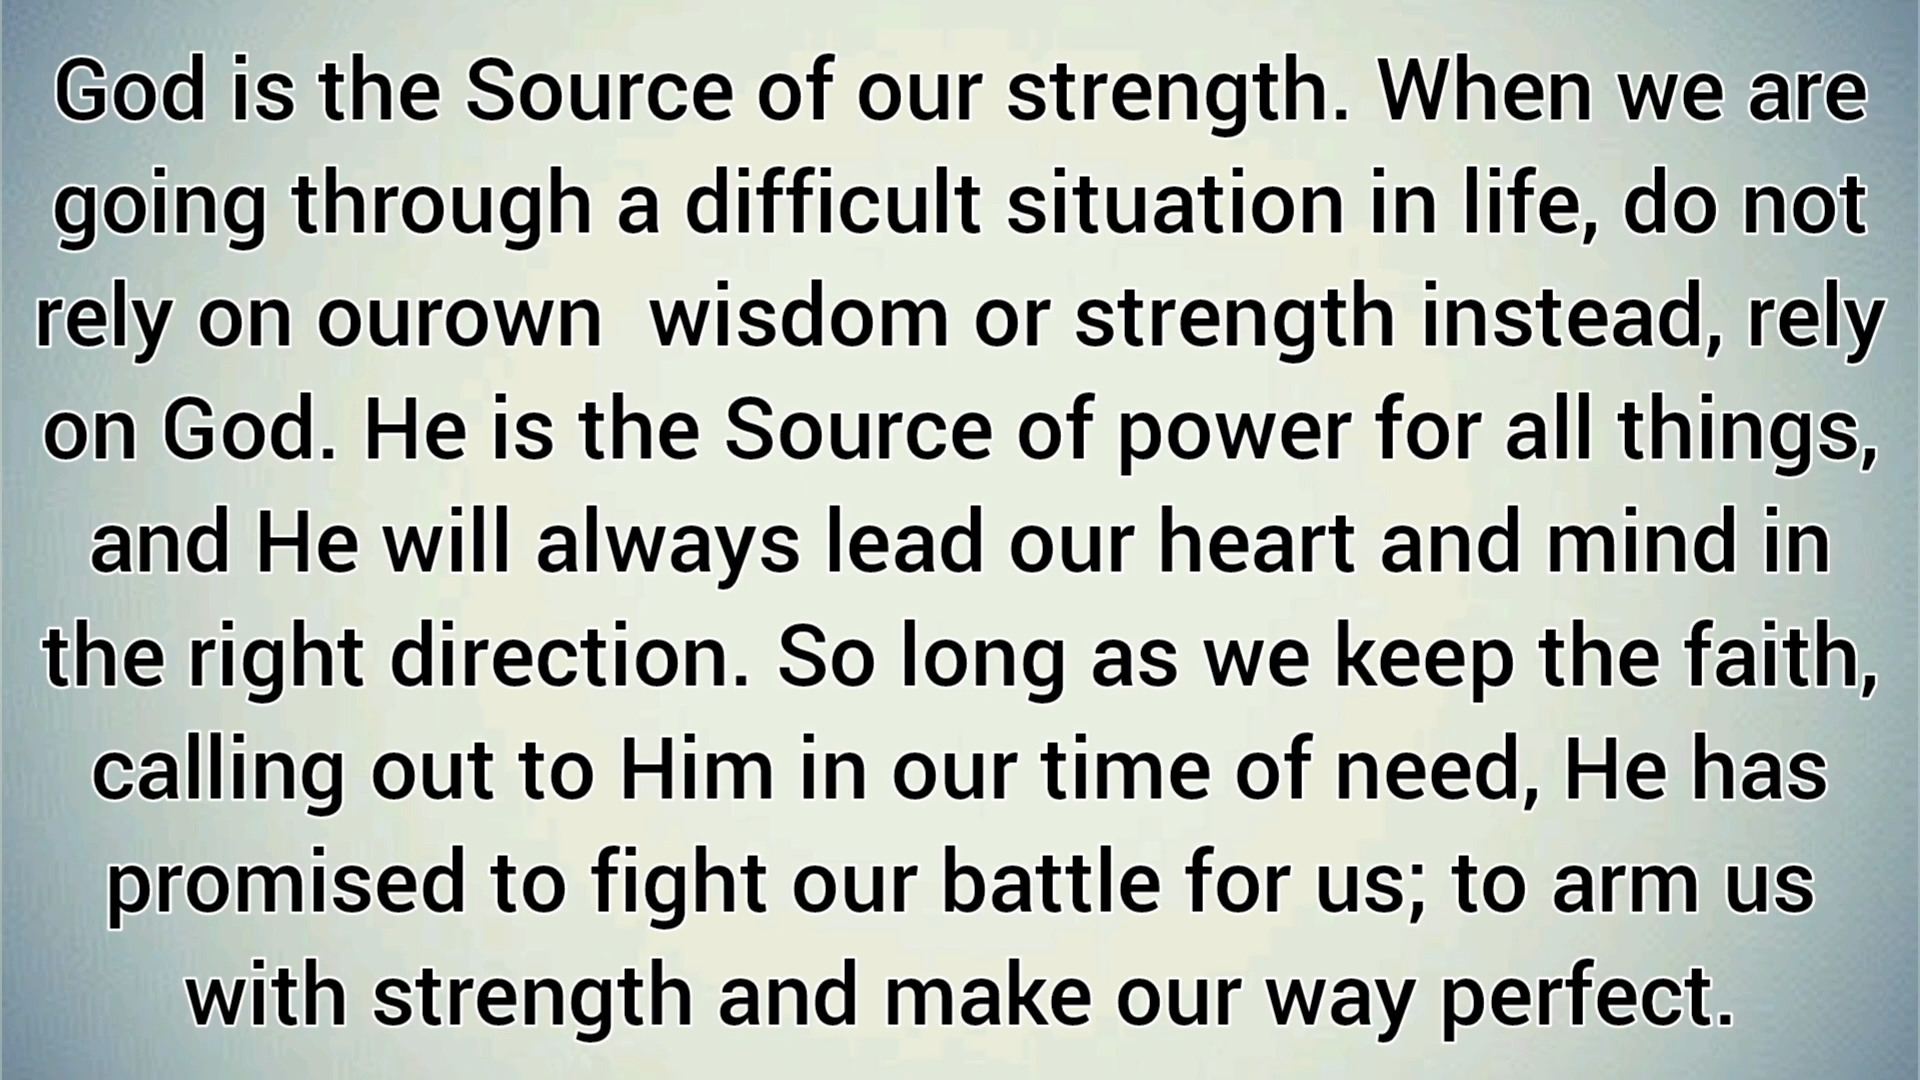 God is the Source of our strength. When we are
going through a difficult situation in life, do not
rely on ourown  wisdom or strength instead, rely
on God. He is the Source of power for all things,
and He will always lead our heart and mind in
the right direction. So long as we keep the faith,
calling out to Him in our time of need, He has
promised to fight our battle for us; to arm us
with strength and make our way perfect.